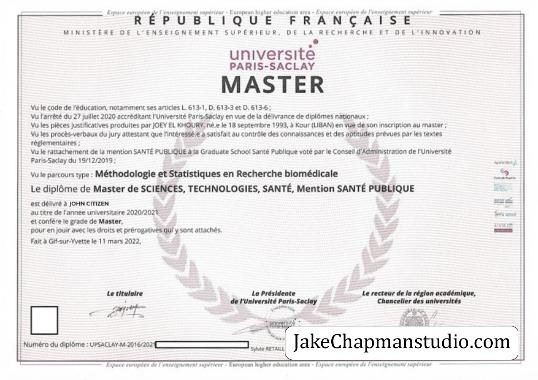 Espace européen de l'enseignement supérieur - European higher education area - Espace européen de l'enseignement supérieur
RÉPUBLIQUE FRANÇAISE
MINISTÈRE DE L'ENSEIGNEMENT SUPÉRIEUR, DE LA RECHERCHE ET DE L'INNOVATION
université
PARIS-SACLAY
MASTER
Vu le code de l'éducation, notamment ses articles L. 613-1, D. 613-3 et D. 613-6 ;
Vu l'arrêté du 27 juillet 2020 accréditant l'Université Paris-Saclay en vue de la délivrance de diplômes nationaux ;
Vu les pièces justificatives produites par JOEY EL KHOURY, né.e le 18 septembre 1993, à Kour (LIBAN) en vue de son inscription au master ;
Vu les procès-verbaux du jury attestant que l'intéressé.e a satisfait au contrôle des connaissances et des aptitudes prévues par les textes
réglementaires ;
Vu le rattachement de la mention SANTÉ PUBLIQUE à la Graduate School Santé Publique voté par le Conseil d'Administration de l'Université
Paris-Saclay du 19/12/2019 ;
Vu le parcours type : Méthodologie et Statistiques en Recherche biomédicale
Le diplôme de Master de SCIENCES, TECHNOLOGIES, SANTÉ, Mention SANTÉ PUBLIQUE
est délivré à JOHN CITIZEN
au titre de l'année universitaire 2020/2021
et confère le grade de Master,
pour en jouir avec les droits et prérogatives qui y sont attachés.
Fait à Gif-sur-Yvette le 11 mars 2022,
Le titulaire
La Présidente
de l'Université Paris-Saclay
Le recteur de la région académique,
Chancelier des universités
Numéro du diplôme : UPSACLAY-M-2016/2021
Sylvie RETAILL
JakeChapmanstudio.com
Espace européen de l'enseignement supérieur - European higher education area - Espace européen de l'enseignement supérieur